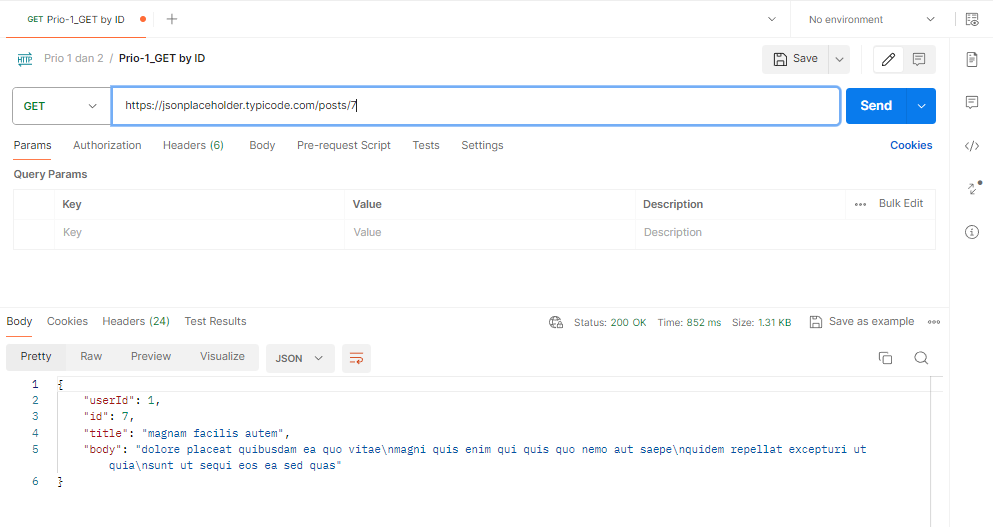 GET Prio-1_GET by ID
No environment
HTTP Prio 1 dan 2 / Prio-1_GET by ID
Save
GET
https://jsonplaceholder.typicode.com/posts/7
Send
Params Authorization Headers (6) Body Pre-request Script Tests Settings Cookies
Query Params
Key Value Description Bulk Edit
Key Value Description
Body Cookies Headers (24) Test Results Status: 200 OK Time: 852 ms Size: 1.31 KB Save as example
Pretty Raw Preview Visualize JSON
1 {
2 "userId": 1,
3 "id": 7,
4 "title": "magnam facilis autem",
5 "body": "dolore placeat quibusdam ea quo vitae\nmagni quis enim qui quis quo nemo aut saepe\nquidem repellat excepturi ut
quia\nsunt ut sequi eos ea sed quas"
6 }